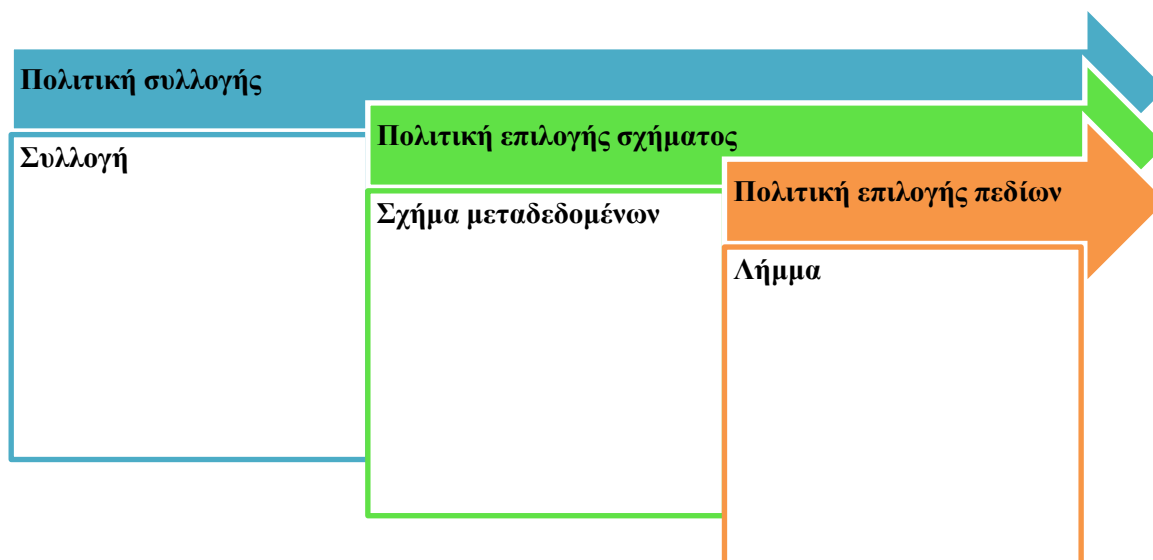 Πολιτική συλλογής
Συλλογή
Πολιτική επιλογής σχήματος
Σχήμα μεταδεδομένων
Πολιτική επιλογής πεδίων
Λήμμα